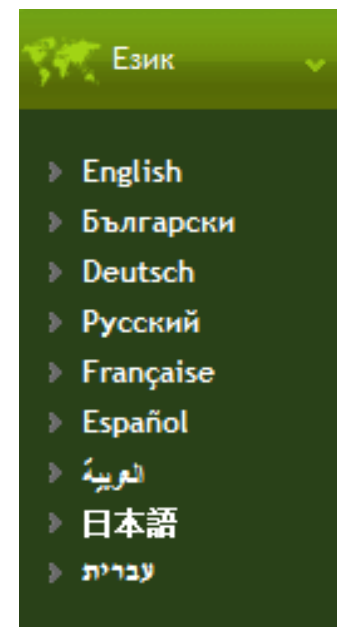 Език
English
Български
Deutsch
Русский
Française
Español
العربية
日本語
עברית